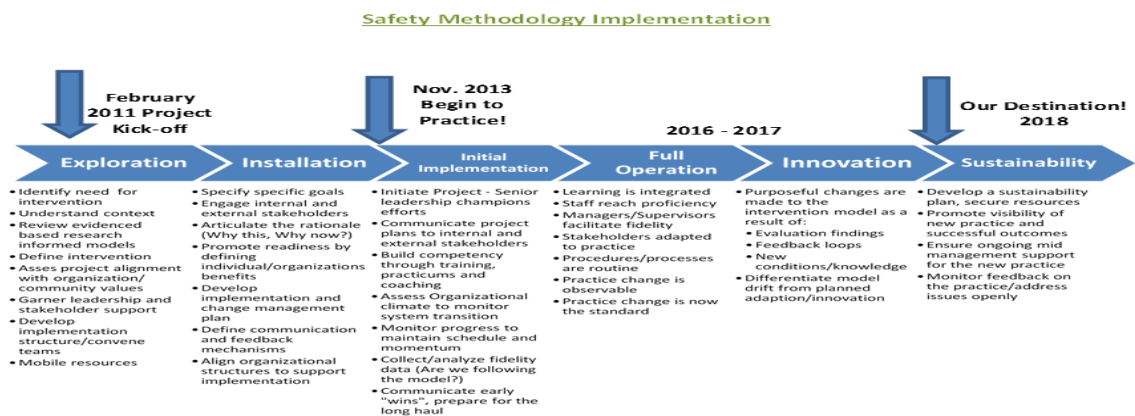 Safety Methodology Implementation
February
2011 Project
Kick-off
Nov. 2013
Begin to
Practice!
2016 - 2017
Our Destination!
2018
Exploration
Installation
Initial
Implementation
Full
Operation
Innovation
Sustainability
• Identify need for
intervention
• Understand context
• Review evidenced
based research
informed models
• Define intervention
• Asses project alignment
with organization/
community values
• Garner leadership and
stakeholder support
• Develop
implementation
structure/convene
teams
• Mobile resources
• Specify specific goals
• Engage internal and
external stakeholders
• Articulate the rationale
(Why this, Why now?)
• Promote readiness by
defining
individual/organizations
benefits
• Develop
implementation and
change management
plan
• Define communication
and feedback
mechanisms
• Align organizational
structures to support
implementation
• Initiate Project - Senior
leadership champions
efforts
• Communicate project
plans to internal and
external stakeholders
• Build competency
through training,
practicums and
coaching
• Assess Organizational
climate to monitor
system transition
• Monitor progress to
maintain schedule and
momentum
• Collect/analyze fidelity
data (Are we following
the model?)
• Communicate early
"wins", prepare for the
long haul
• Learning is integrated
• Staff reach proficiency
• Managers/Supervisors
facilitate fidelity
• Stakeholders adapted
to practice
• Procedures/processes
are routine
• Practice change is
observable
• Practice change is now
the standard
• Purposeful changes are
made to the
intervention model as a
result of:
• Evaluation findings
• Feedback loops
• New
conditions/knowledge
• Differentiate model
drift from planned
adaption/innovation
• Develop a sustainability
plan, secure resources
• Promote visibility of
new practice and
successful outcomes
• Ensure ongoing mid
management support
for the new practice
• Monitor feedback on
the practice/address
issues openly